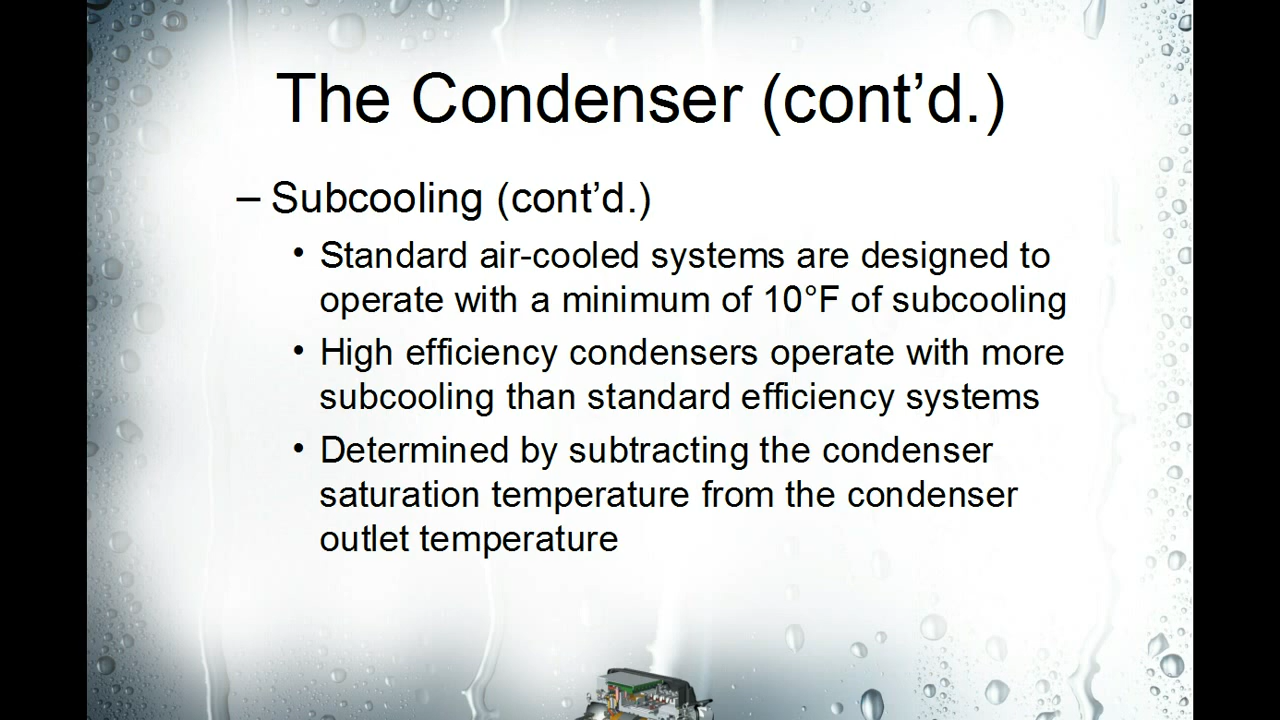 The Condenser (cont’d.)
– Subcooling (cont’d.)
• Standard air-cooled systems are designed to
operate with a minimum of 10°F of subcooling
• High efficiency condensers operate with more
subcooling than standard efficiency systems
• Determined by subtracting the condenser
saturation temperature from the condenser
outlet temperature